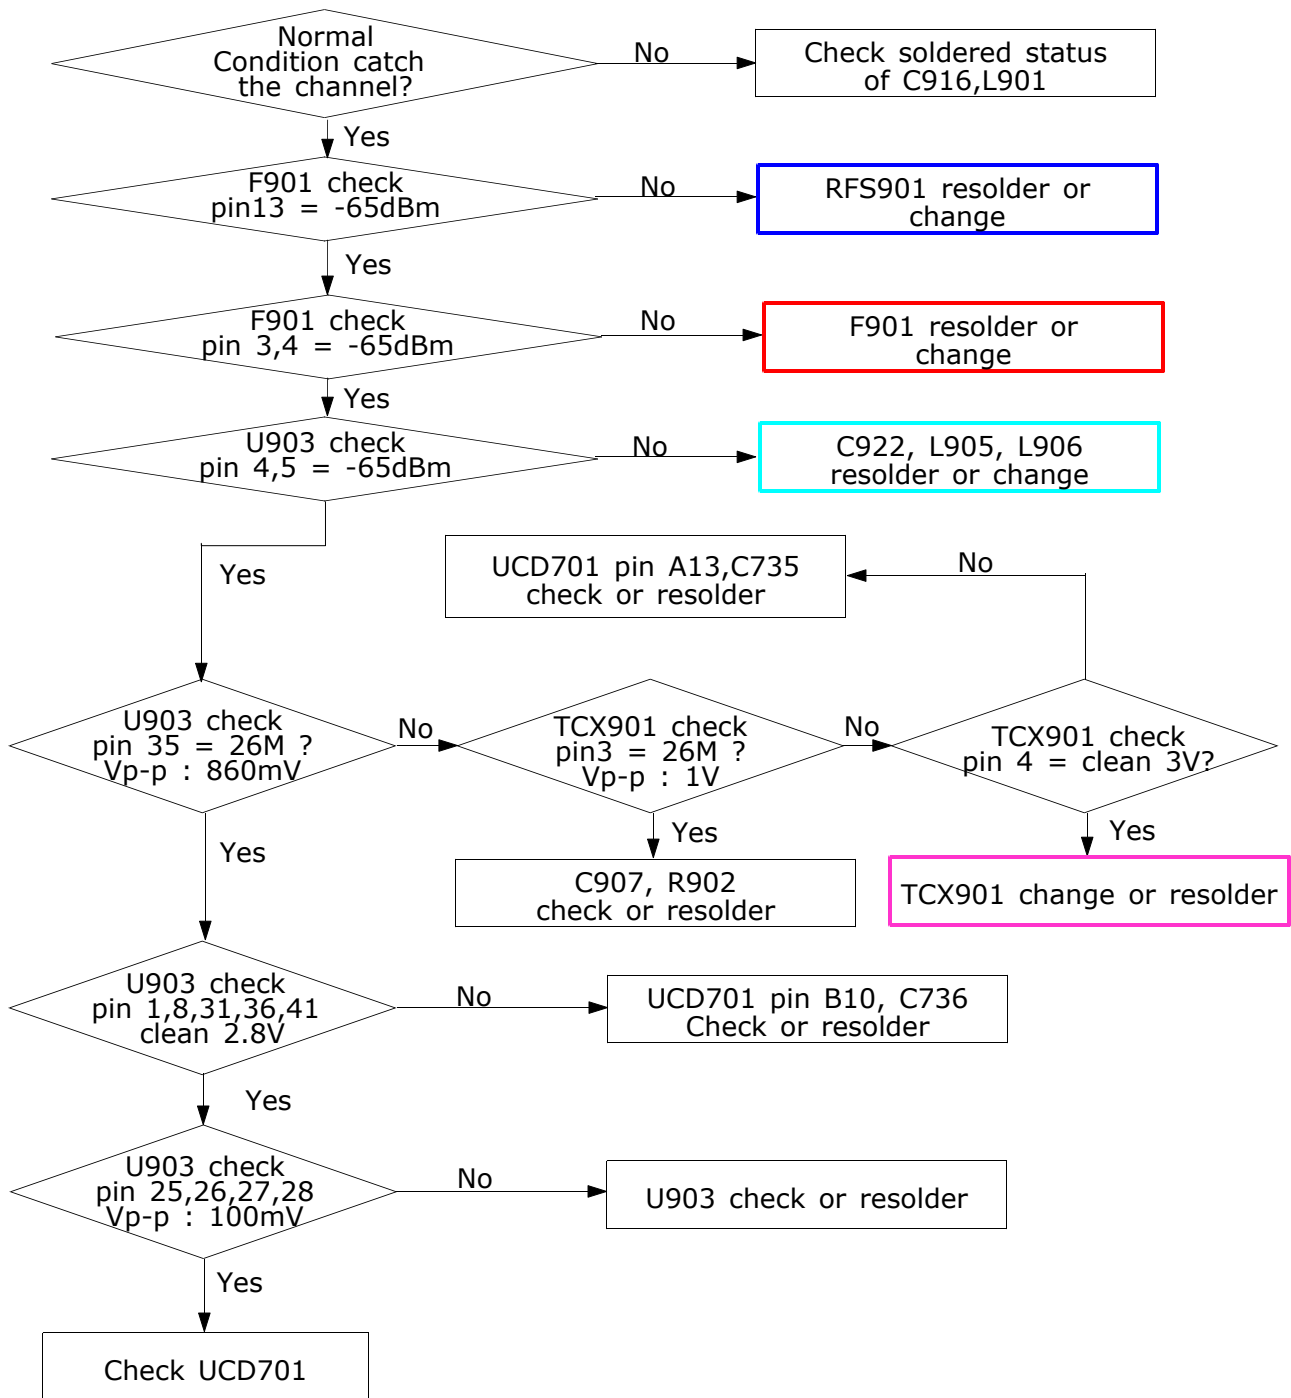 Normal
Condition catch
the channel?
No
Check soldered status
of C916,L901
Yes
F901 check
pin13 = -65dBm
No
RFS901 resolder or
change
Yes
F901 check
pin 3,4 = -65dBm
No
F901 resolder or
change
Yes
U903 check
pin 4,5 = -65dBm
No
C922, L905, L906
resolder or change
Yes
UCD701 pin A13,C735
check or resolder
No
U903 check
pin 35 = 26M ?
Vp-p : 860mV
No
TCX901 check
pin3 = 26M ?
Vp-p : 1V
No
TCX901 check
pin 4 = clean 3V?
Yes
Yes
Yes
C907, R902
check or resolder
TCX901 change or resolder
U903 check
pin 1,8,31,36,41
clean 2.8V
No
UCD701 pin B10, C736
Check or resolder
Yes
U903 check
pin 25,26,27,28
Vp-p : 100mV
No
U903 check or resolder
Yes
Check UCD701